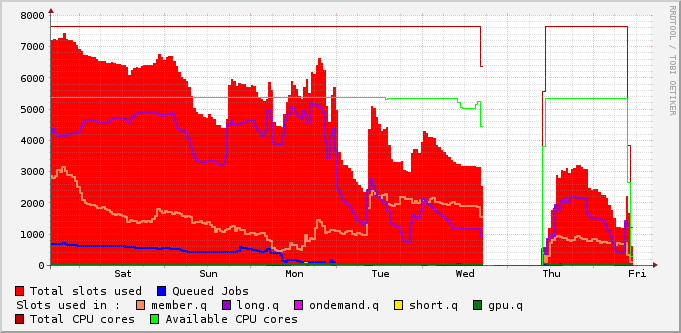 8000
7000
6000
5000
4000
3000
2000
1000
0
Sat Sun Mon Tue Wed Thu Fri
RRDTOOL / TOBI OETIKER
Total slots used Queued Jobs
Slots used in : member.q long.q ondemand.q short.q gpu.q
Total CPU cores Available CPU cores